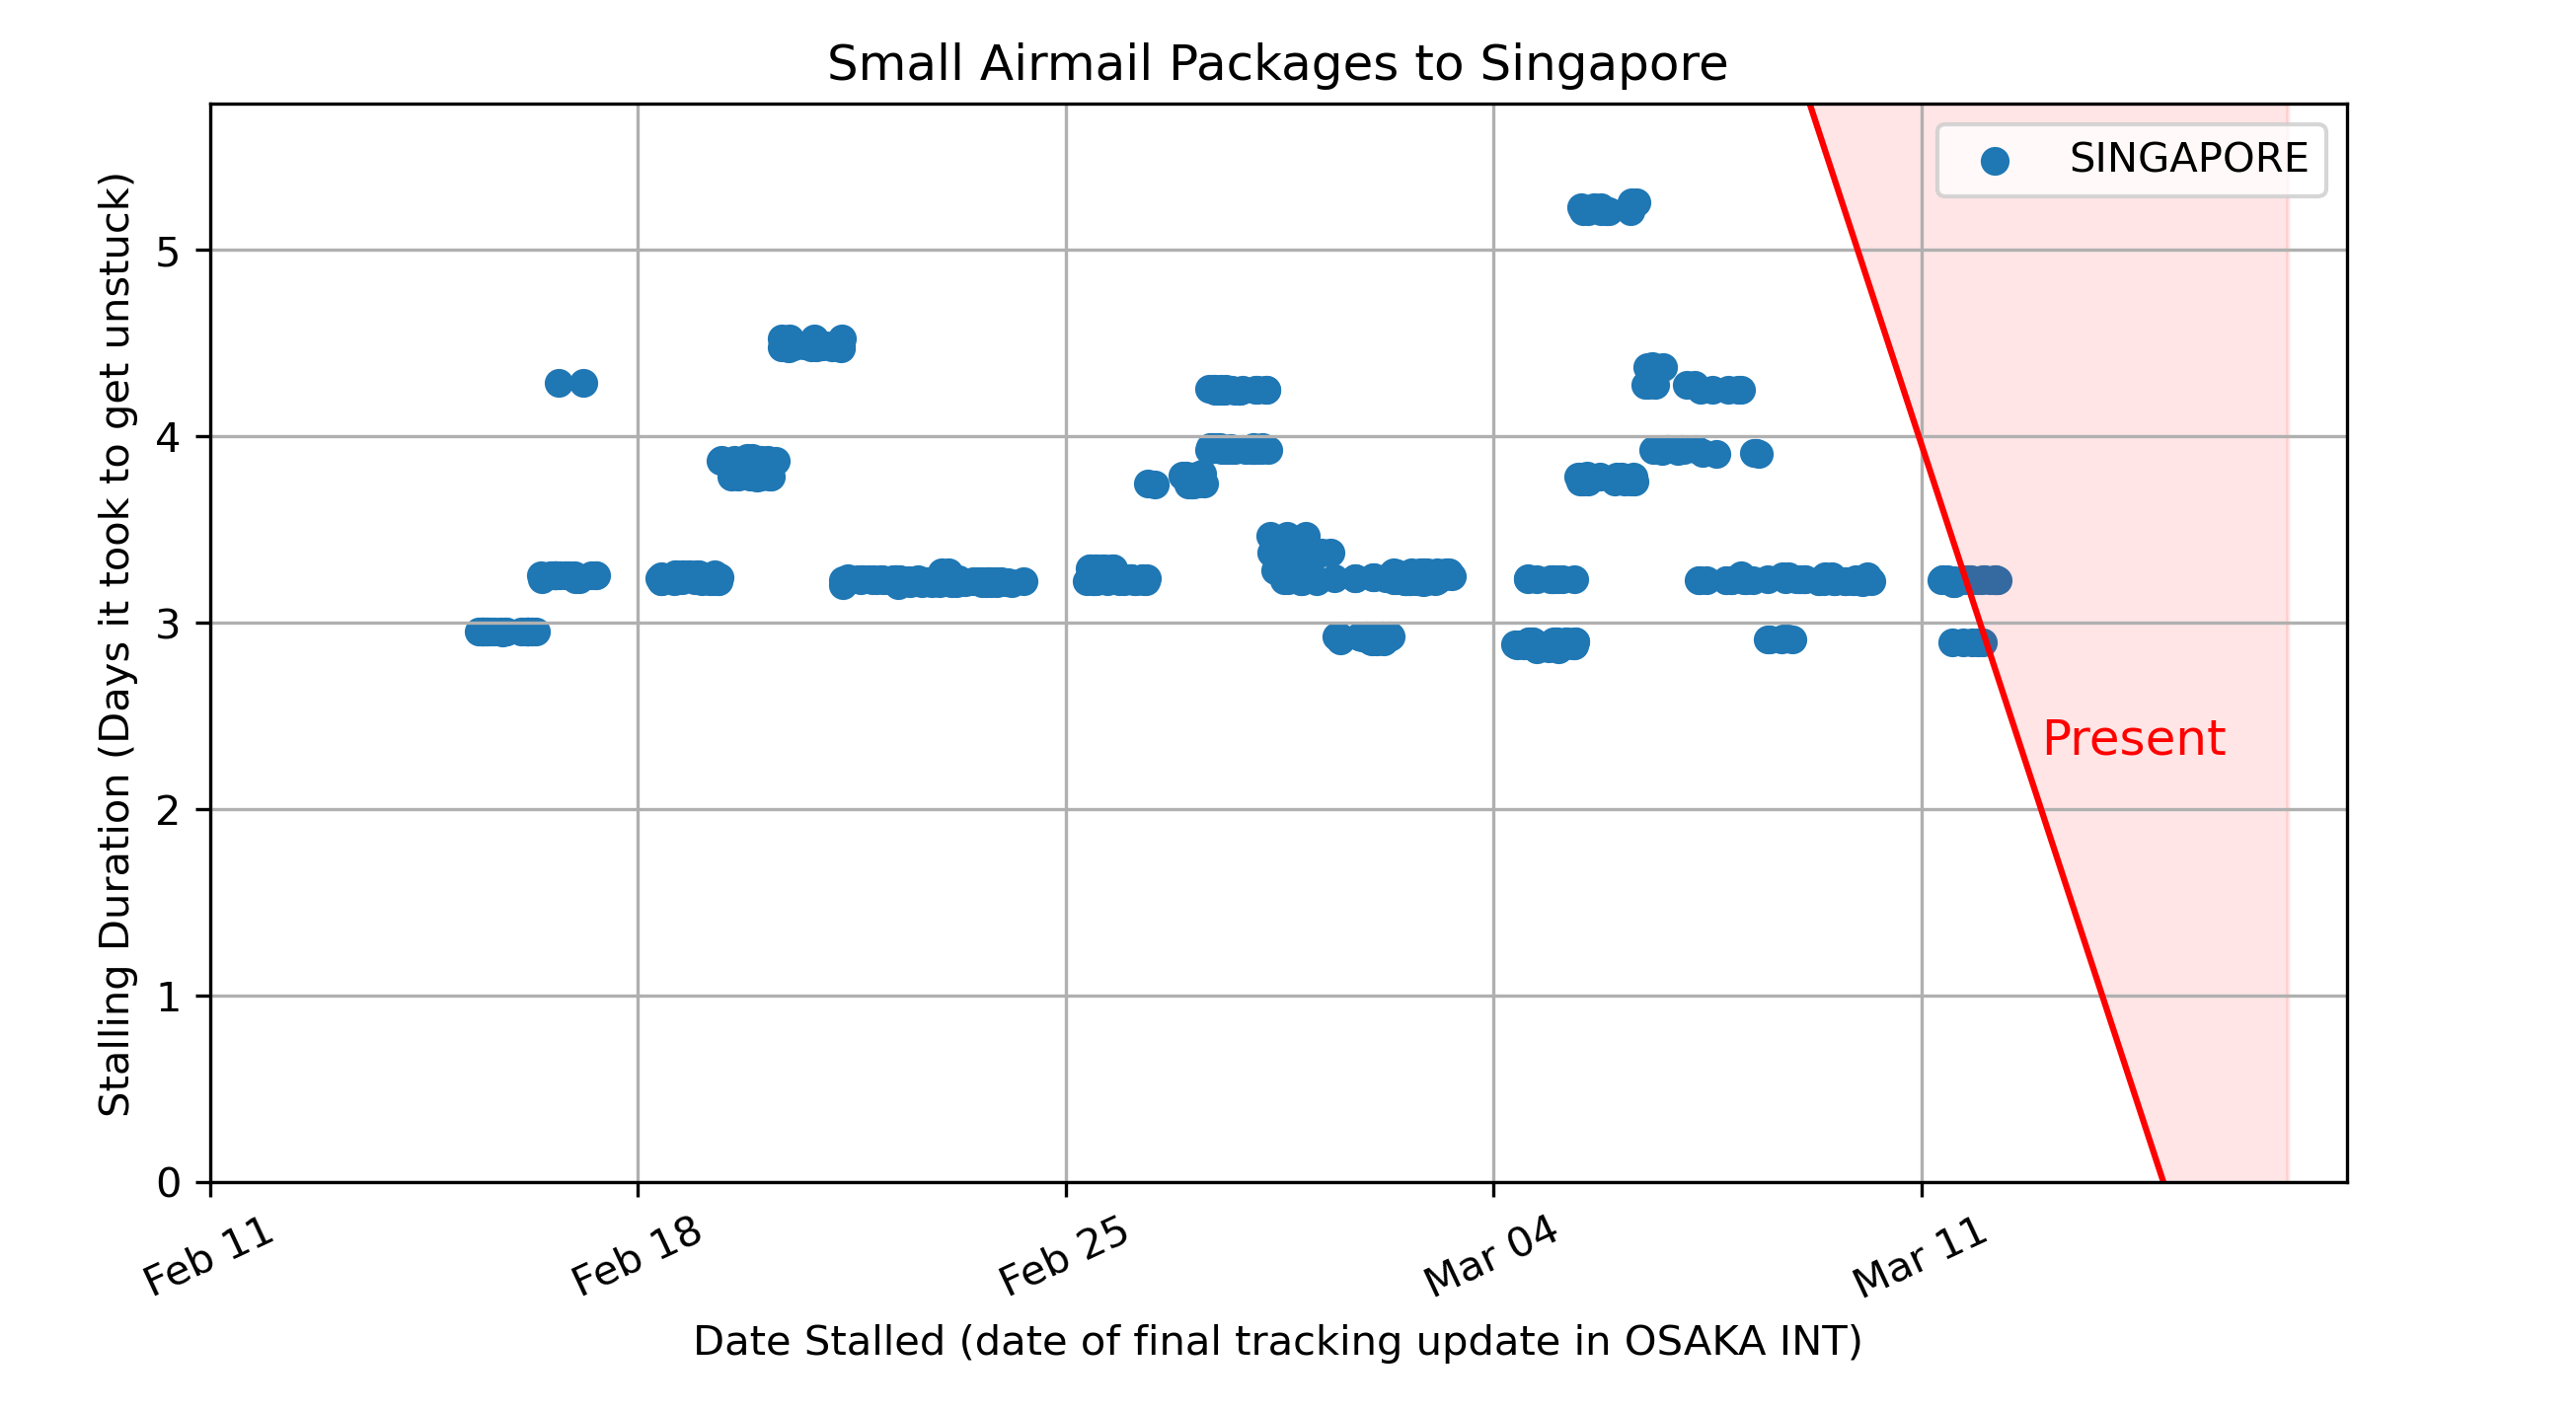 Small Airmail Packages to Singapore
SINGAPORE
Stalling Duration (Days it took to get unstuck)
5
4
3
2
1
0
Present
Feb 11
Feb 18
Feb 25
Mar 04
Mar 11
Date Stalled (date of final tracking update in OSAKA INT)